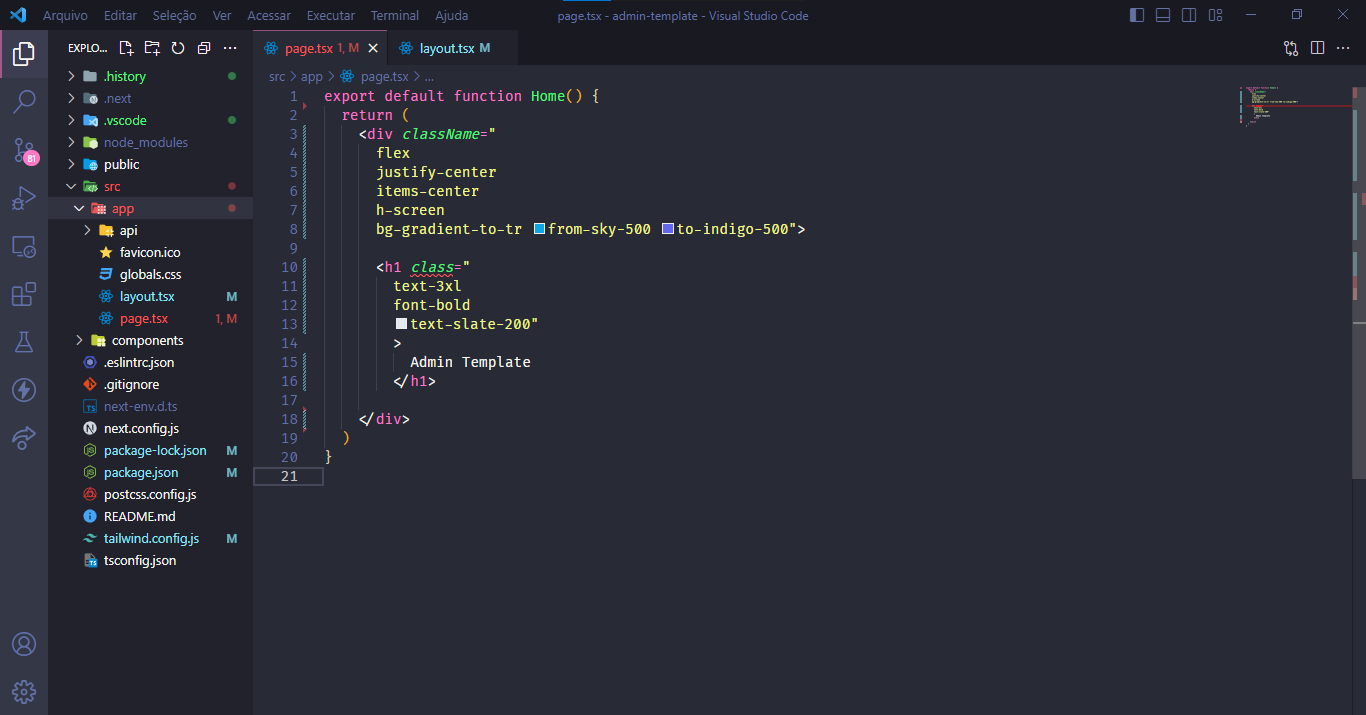 Arquivo Editar Seleção Ver Acessar Executar Terminal Ajuda page.tsx - admin-template - Visual Studio Code
EXPLO...
.history
.next
.vscode
node_modules
public
src
app
api
favicon.ico
globals.css
layout.tsx M
page.tsx 1, M
components
.eslintrc.json
.gitignore
next-env.d.ts
next.config.js
package-lock.json M
package.json M
postcss.config.js
README.md
tailwind.config.js M
tsconfig.json
81
page.tsx 1, M layout.tsx M
src > app > page.tsx > ...
1 export default function Home() {
2 return (
3 <div className="
4 flex
5 justify-center
6 items-center
7 h-screen
8 bg-gradient-to-tr from-sky-500 to-indigo-500">
9
10 <h1 class="
11 text-3xl
12 font-bold
13 text-slate-200"
14 >
15 Admin Template
16 </h1>
17
18 </div>
19 )
20 }
21